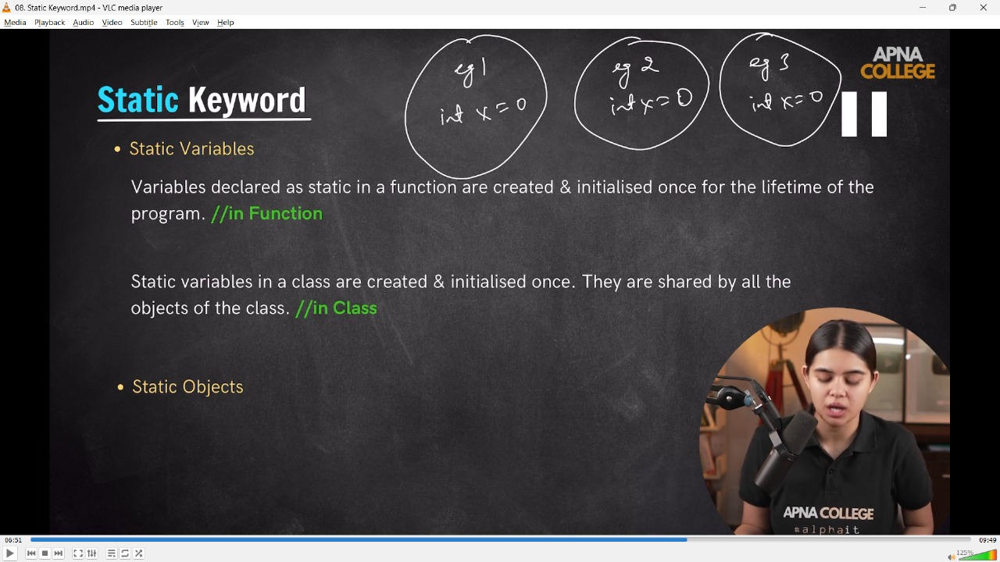 08. Static Keyword.mp4 - VLC media player
Media Playback Audio Video Subtitle Tools View Help
eg 1
int x = 0
eg 2
int x = 0
eg 3
int x = 0
APNA
COLLEGE
Static Keyword
• Static Variables
Variables declared as static in a function are created & initialised once for the lifetime of the
program. //in Function
Static variables in a class are created & initialised once. They are shared by all the
objects of the class. //in Class
• Static Objects
APNA COLLEGE
#alphait
06:51
09:49
125%